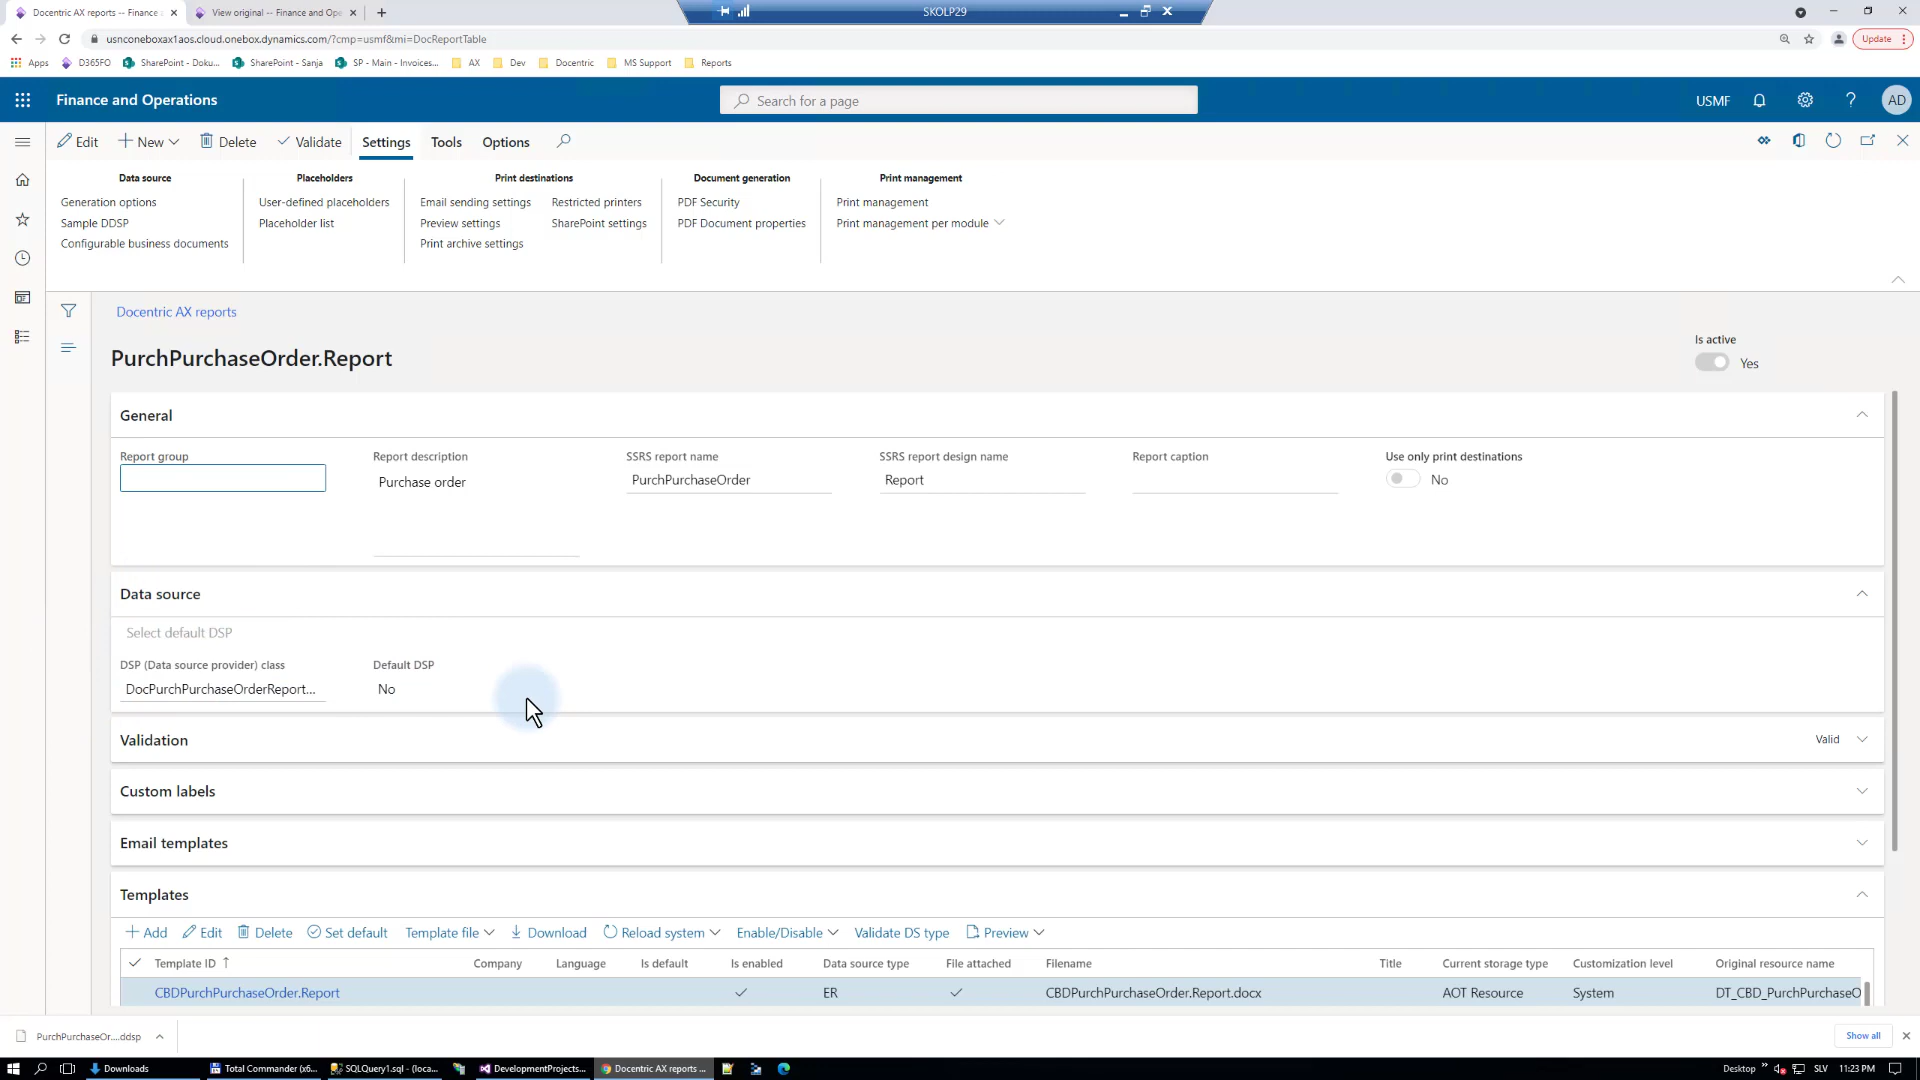 Docentric AX reports -- Finance a
View original -- Finance and Ope
SKOLP29
usnconeboxax1aos.cloud.onebox.dynamics.com/?cmp=usmf&mi=DocReportTable
Update
Apps
D365FO
SharePoint - Doku...
SharePoint - Sanja
SP - Main - Invoices...
AX
Dev
Docentric
MS Support
Reports
Finance and Operations
Search for a page
USMF
AD
Edit
New
Delete
Validate
Settings
Tools
Options
Data source
Placeholders
Print destinations
Document generation
Print management
Generation options
User-defined placeholders
Email sending settings
Restricted printers
PDF Security
Print management
Sample DDSP
Placeholder list
Preview settings
SharePoint settings
PDF Document properties
Print management per module
Configurable business documents
Print archive settings
Docentric AX reports
PurchPurchaseOrder.Report
Is active
Yes
General
Report group
Report description
SSRS report name
SSRS report design name
Report caption
Use only print destinations
Purchase order
PurchPurchaseOrder
Report
No
Data source
Select default DSP
DSP (Data source provider) class
Default DSP
DocPurchPurchaseOrderReport...
No
Validation
Valid
Custom labels
Email templates
Templates
Add
Edit
Delete
Set default
Template file
Download
Reload system
Enable/Disable
Validate DS type
Preview
Template ID
Company
Language
Is default
Is enabled
Data source type
File attached
Filename
Title
Current storage type
Customization level
Original resource name
CBDPurchPurchaseOrder.Report
ER
CBDPurchPurchaseOrder.Report.docx
AOT Resource
System
DT_CBD_PurchPurchaseO
PurchPurchaseOr....ddsp
Show all
Downloads
Total Commander (x6...
SQLQuery1.sql - (loca...
DevelopmentProjects...
Docentric AX reports ...
Desktop
SLV
11:23 PM